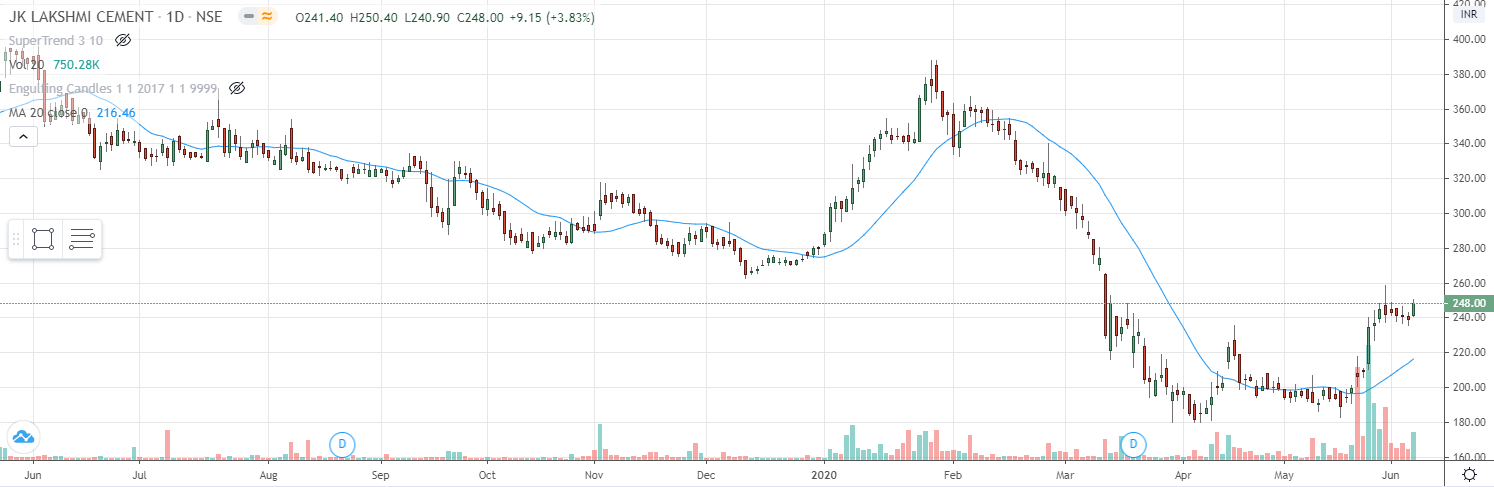 JK LAKSHMI CEMENT · 1D · NSE O241.40 H250.40 L240.90 C248.00 +9.15 (+3.83%)
SuperTrend 3 10
Vol 20 750.28K
Engulfing Candles 1 1 2017 1 1 9999
MA 20 close 0 216.46
INR
420.00
400.00
380.00
360.00
340.00
320.00
300.00
280.00
260.00
248.00
240.00
220.00
200.00
180.00
160.00
D D
Jun Jul Aug Sep Oct Nov Dec 2020 Feb Mar Apr May Jun